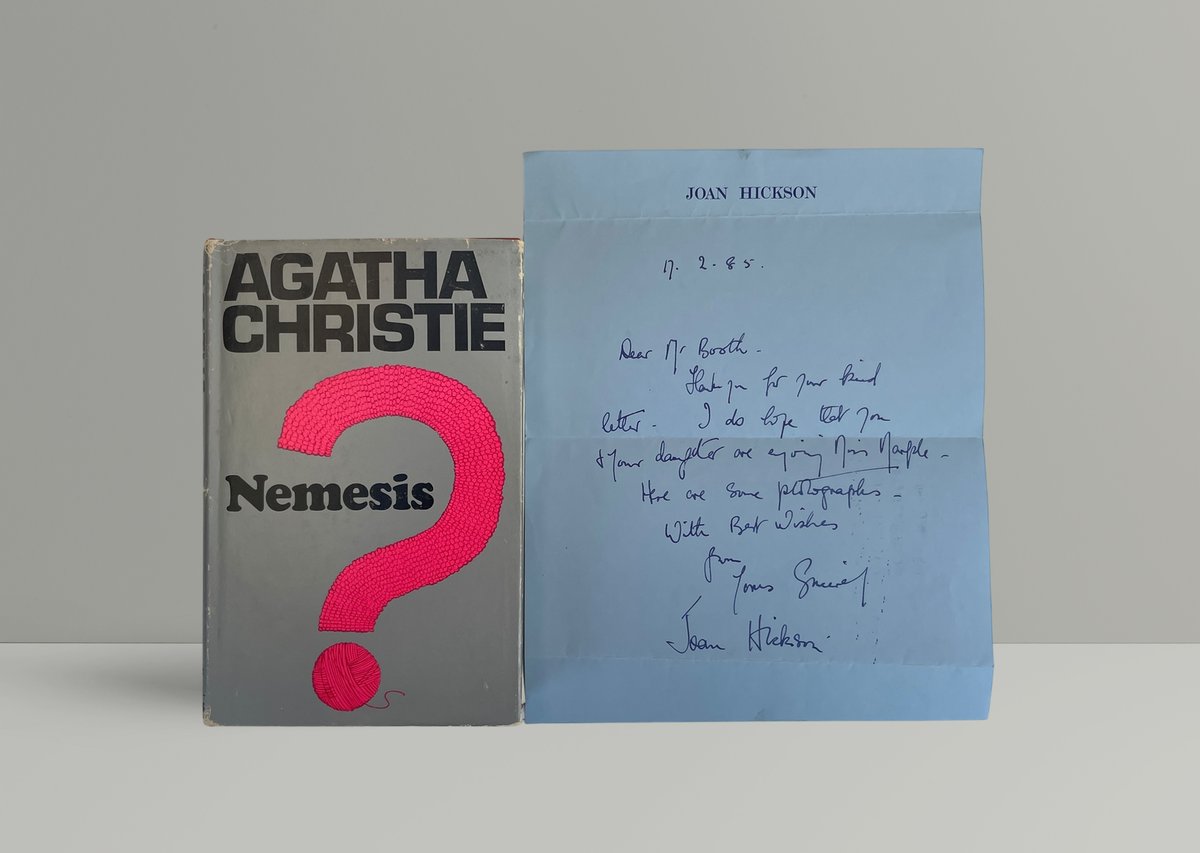 AGATHA
CHRISTIE
Nemesis
JOAN HICKSON
17. 2. 85.
Dear Mr Booth -
Thank you for your kind
letter - I do hope that you
& your daughter are enjoying Miss Marple -
Here are some photographs -
With Best Wishes
from
Yours Sincerely
Joan Hickson